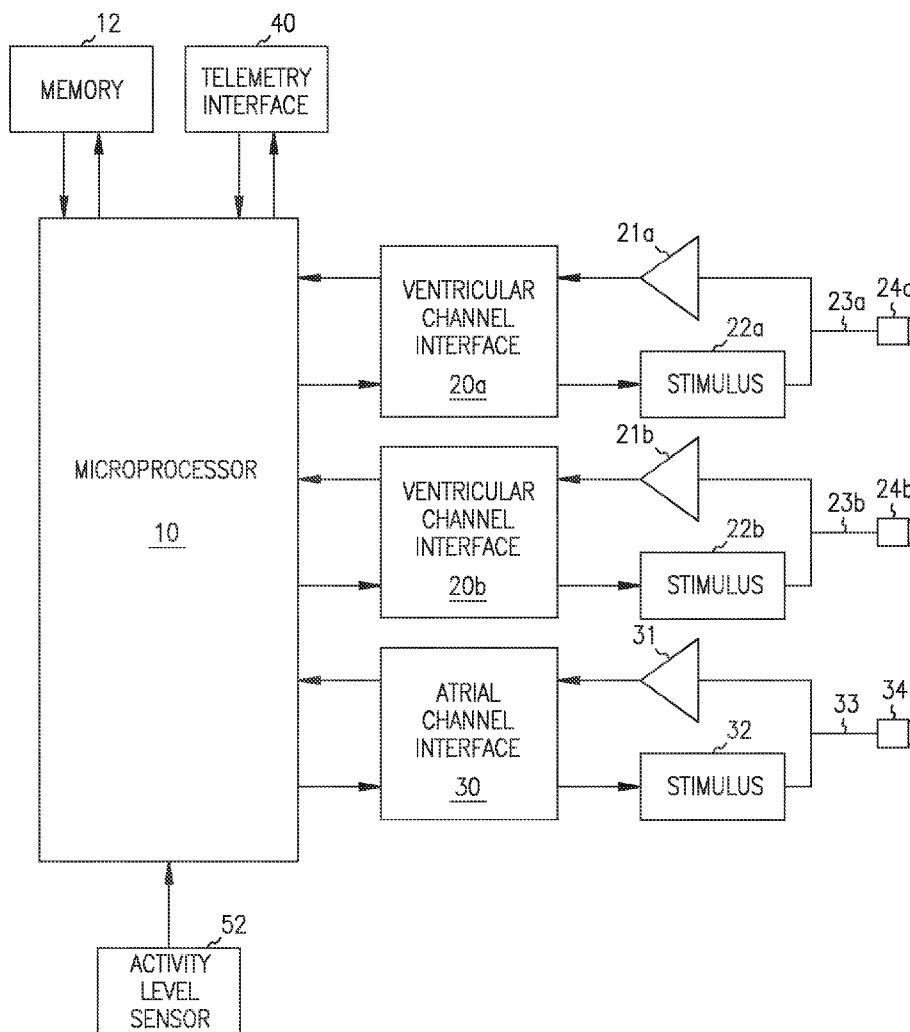 12
40
MEMORY
TELEMETRY
INTERFACE
21a
VENTRICULAR
CHANNEL
INTERFACE
20a
22a
STIMULUS
23a
MICROPROCESSOR
10
21b
VENTRICULAR
CHANNEL
INTERFACE
20b
22b
STIMULUS
23b
24b
31
ATRIAL
CHANNEL
INTERFACE
30
32
STIMULUS
33
34
52
ACTIVITY
LEVEL
SENSOR